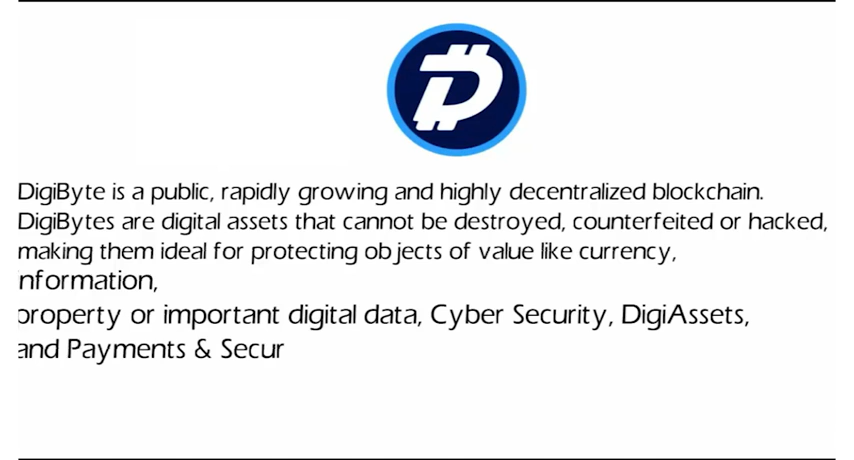 DigiByte is a public, rapidly growing and highly decentralized blockchain.
DigiBytes are digital assets that cannot be destroyed, counterfeited or hacked,
making them ideal for protecting objects of value like currency,
nformation,
property or important digital data, Cyber Security, DigiAssets,
and Payments & Secur